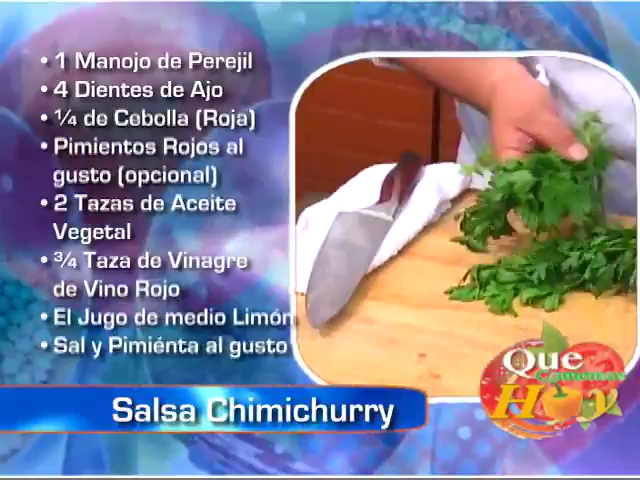 • 1 Manojo de Perejil
• 4 Dientes de Ajo
• ¼ de Cebolla (Roja)
• Pimientos Rojos al
gusto (opcional)
• 2 Tazas de Aceite
Vegetal
• ¾ Taza de Vinagre
de Vino Rojo
• El Jugo de medio Limón
• Sal y Pimiénta al gusto
Salsa Chimichurry
Que
Comemos
Hoy